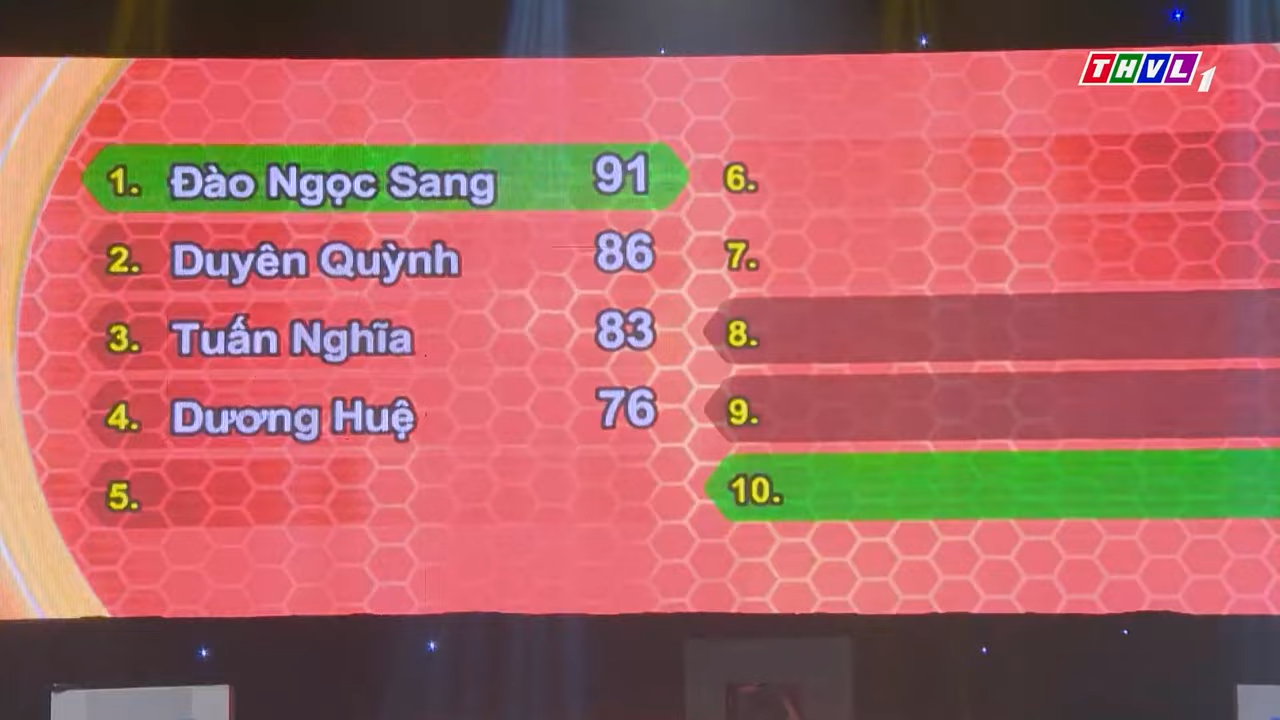 THVL1
1. Đào Ngọc Sang 91
2. Duyên Quỳnh 86
3. Tuấn Nghĩa 83
4. Dương Huệ 76
5.
6.
7.
8.
9.
10.